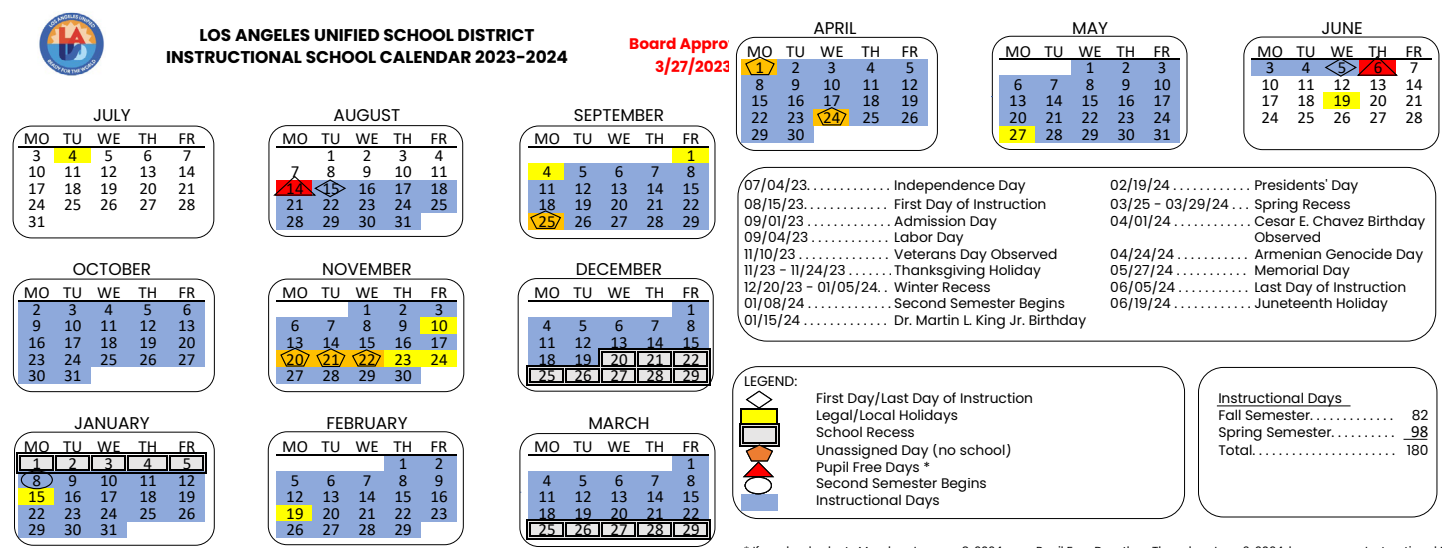 LOS ANGELES UNIFIED
LAUSD
READY FOR THE WORLD
LOS ANGELES UNIFIED SCHOOL DISTRICT
INSTRUCTIONAL SCHOOL CALENDAR 2023-2024
Board Appro
3/27/2023
JULY
MO TU WE TH FR
3 4 5 6 7
10 11 12 13 14
17 18 19 20 21
24 25 26 27 28
31
AUGUST
MO TU WE TH FR
1 2 3 4
7 8 9 10 11
14 15 16 17 18
21 22 23 24 25
28 29 30 31
SEPTEMBER
MO TU WE TH FR
1
4 5 6 7 8
11 12 13 14 15
18 19 20 21 22
25 26 27 28 29
OCTOBER
MO TU WE TH FR
2 3 4 5 6
9 10 11 12 13
16 17 18 19 20
23 24 25 26 27
30 31
NOVEMBER
MO TU WE TH FR
1 2 3
6 7 8 9 10
13 14 15 16 17
20 21 22 23 24
27 28 29 30
DECEMBER
MO TU WE TH FR
1
4 5 6 7 8
11 12 13 14 15
18 19 20 21 22
25 26 27 28 29
JANUARY
MO TU WE TH FR
1 2 3 4 5
8 9 10 11 12
15 16 17 18 19
22 23 24 25 26
29 30 31
FEBRUARY
MO TU WE TH FR
1 2
5 6 7 8 9
12 13 14 15 16
19 20 21 22 23
26 27 28 29
MARCH
MO TU WE TH FR
1
4 5 6 7 8
11 12 13 14 15
18 19 20 21 22
25 26 27 28 29
APRIL
MO TU WE TH FR
1 2 3 4 5
8 9 10 11 12
15 16 17 18 19
22 23 24 25 26
29 30
MAY
MO TU WE TH FR
1 2 3
6 7 8 9 10
13 14 15 16 17
20 21 22 23 24
27 28 29 30 31
JUNE
MO TU WE TH FR
3 4 5 6 7
10 11 12 13 14
17 18 19 20 21
24 25 26 27 28
07/04/23............ Independence Day
08/15/23............. First Day of Instruction
09/01/23............ Admission Day
09/04/23............ Labor Day
11/10/23............. Veterans Day Observed
11/23 - 11/24/23.......Thanksgiving Holiday
12/20/23 - 01/05/24.. Winter Recess
01/08/24............. Second Semester Begins
01/15/24............. Dr. Martin L. King Jr. Birthday
02/19/24............ Presidents' Day
03/25 - 03/29/24... Spring Recess
04/01/24............ Cesar E. Chavez Birthday
Observed
04/24/24........... Armenian Genocide Day
05/27/24........... Memorial Day
06/05/24........... Last Day of Instruction
06/19/24............ Juneteenth Holiday
LEGEND:
First Day/Last Day of Instruction
Legal/Local Holidays
School Recess
Unassigned Day (no school)
Pupil Free Days *
Second Semester Begins
Instructional Days
Instructional Days
Fall Semester............. 82
Spring Semester.......... 98
Total...................... 180